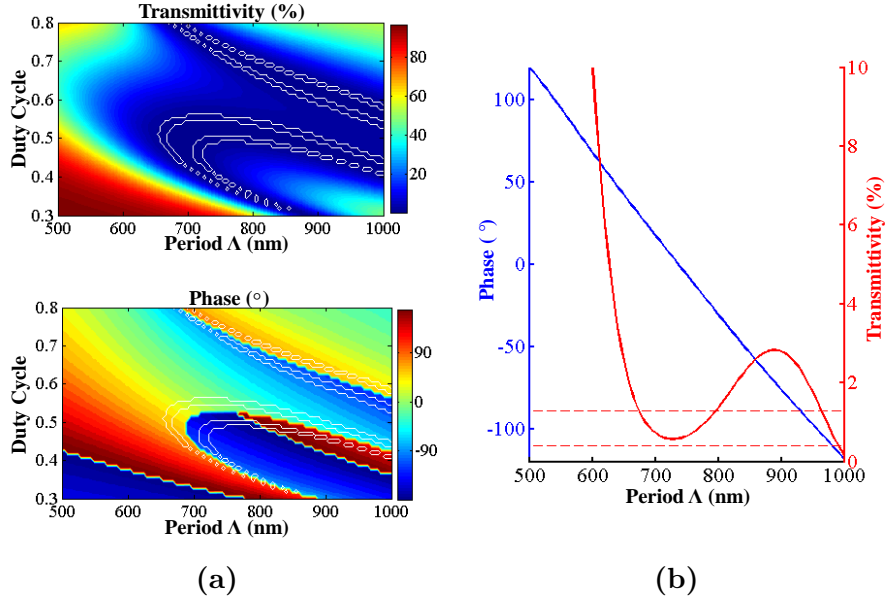 Transmittivity (%)
0.8
0.7
0.6
0.5
0.4
0.3
Duty Cycle
500 600 700 800 900 1000
Period Λ (nm)
80
60
40
20
Phase (°)
0.8
0.7
0.6
0.5
0.4
0.3
Duty Cycle
500 600 700 800 900 1000
Period Λ (nm)
90
0
-90
(a)
100
50
0
-50
-100
Phase (°)
500 600 700 800 900 1000
Period Λ (nm)
10
8
6
4
2
0
Transmittivity (%)
(b)